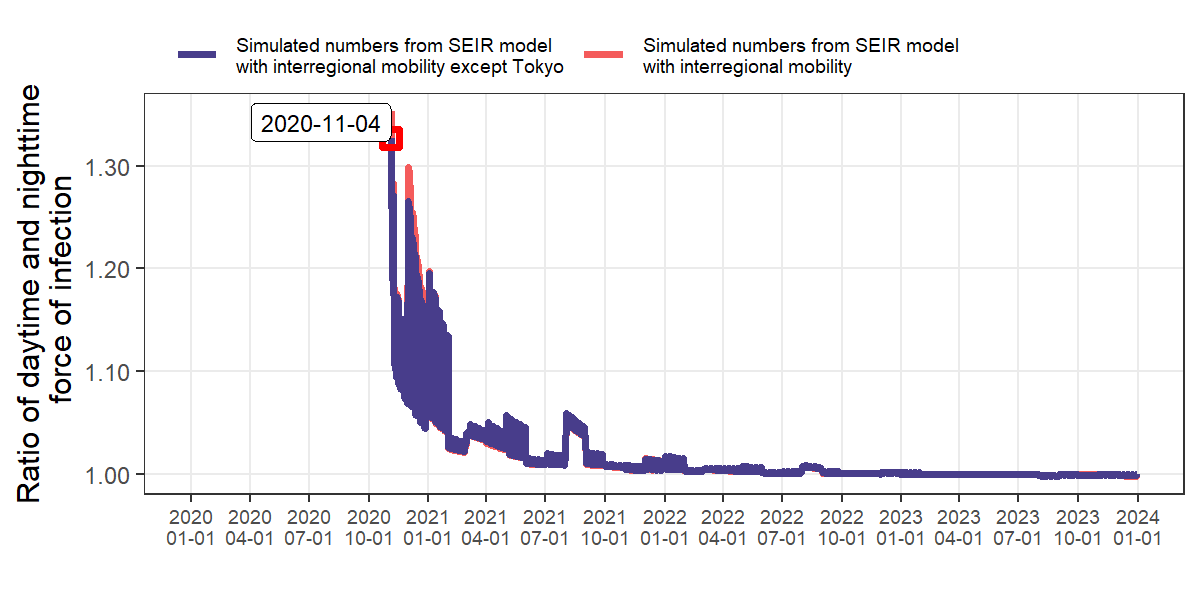 Simulated numbers from SEIR model
with interregional mobility except Tokyo
Simulated numbers from SEIR model
with interregional mobility
Ratio of daytime and nighttime
force of infection
2020-11-04
1.30
1.20
1.10
1.00
2020 2020 2020 2020 2021 2021 2021 2021 2022 2022 2022 2022 2023 2023 2023 2023 2024
01-01 04-01 07-01 10-01 01-01 04-01 07-01 10-01 01-01 04-01 07-01 10-01 01-01 04-01 07-01 10-01 01-01